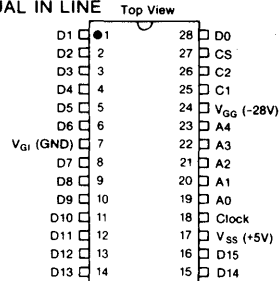 UAL IN LINE Top View
D1 1 28 D0
D2 2 27 CS
D3 3 26 C2
D4 4 25 C1
D5 5 24 VGG (-28V)
D6 6 23 A4
VGI (GND) 7 22 A3
D7 8 21 A2
D8 9 20 A1
D9 10 19 A0
D10 11 18 Clock
D11 12 17 VSS (+5V)
D12 13 16 D15
D13 14 15 D14